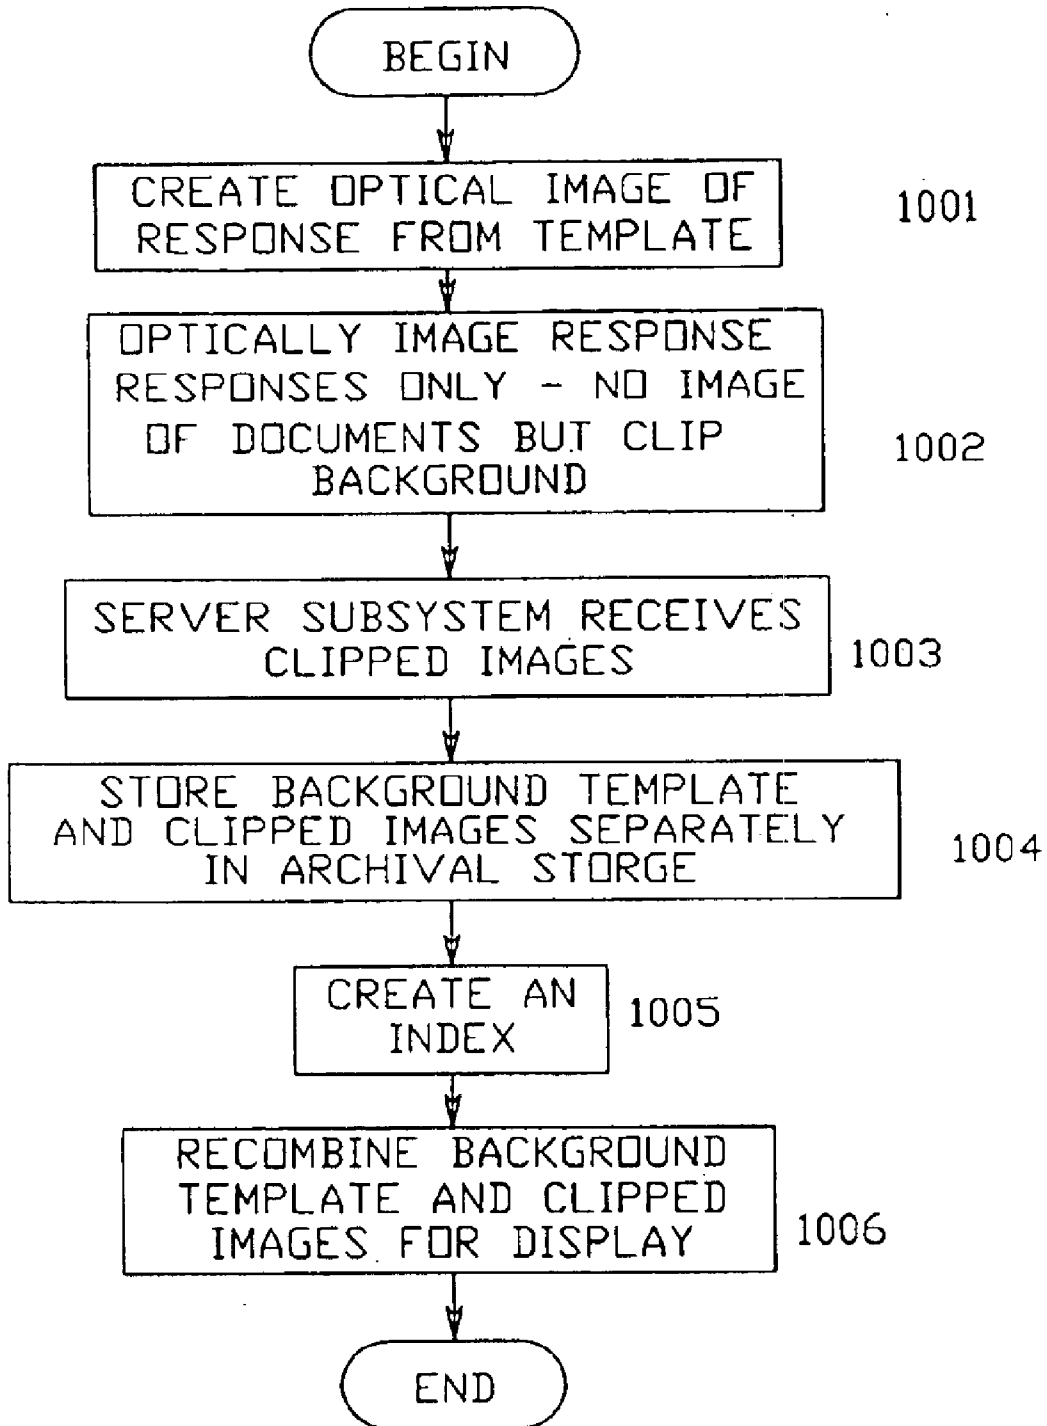 BEGIN
CREATE OPTICAL IMAGE OF
RESPONSE FROM TEMPLATE
1001
OPTICALLY IMAGE RESPONSE
RESPONSES ONLY - NO IMAGE
OF DOCUMENTS BUT CLIP
BACKGROUND
1002
SERVER SUBSYSTEM RECEIVES
CLIPPED IMAGES
1003
STORE BACKGROUND TEMPLATE
AND CLIPPED IMAGES SEPARATELY
IN ARCHIVAL STORGE
1004
CREATE AN
INDEX
1005
RECOMBINE BACKGROUND
TEMPLATE AND CLIPPED
IMAGES FOR DISPLAY
1006
END